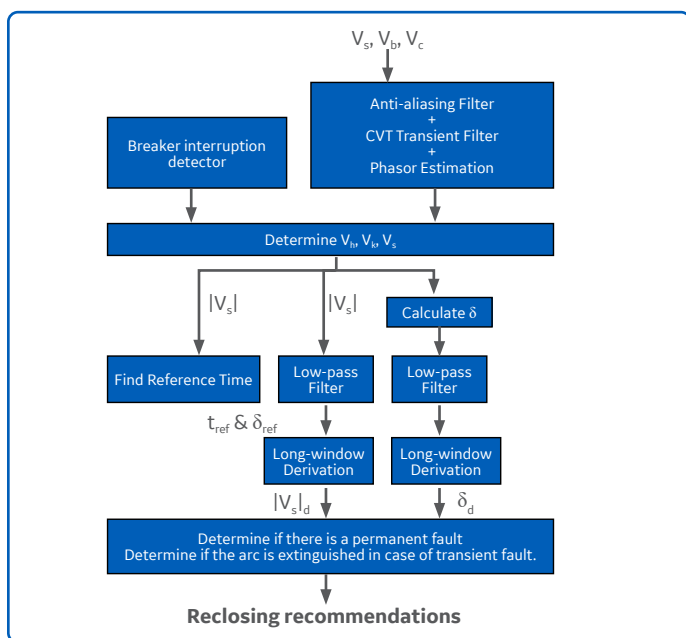 Vs, Vb, Vc
Anti-aliasing Filter
+
CVT Transient Filter
+
Phasor Estimation
Breaker interruption
detector
Determine Vh, Vk, Vs
|Vs|
|Vs|
Calculate δ
Find Reference Time
Low-pass
Filter
Low-pass
Filter
tref & δref
Long-window
Derivation
Long-window
Derivation
|Vs|d
δd
Determine if there is a permanent fault
Determine if the arc is extinguished in case of transient fault.
Reclosing recommendations